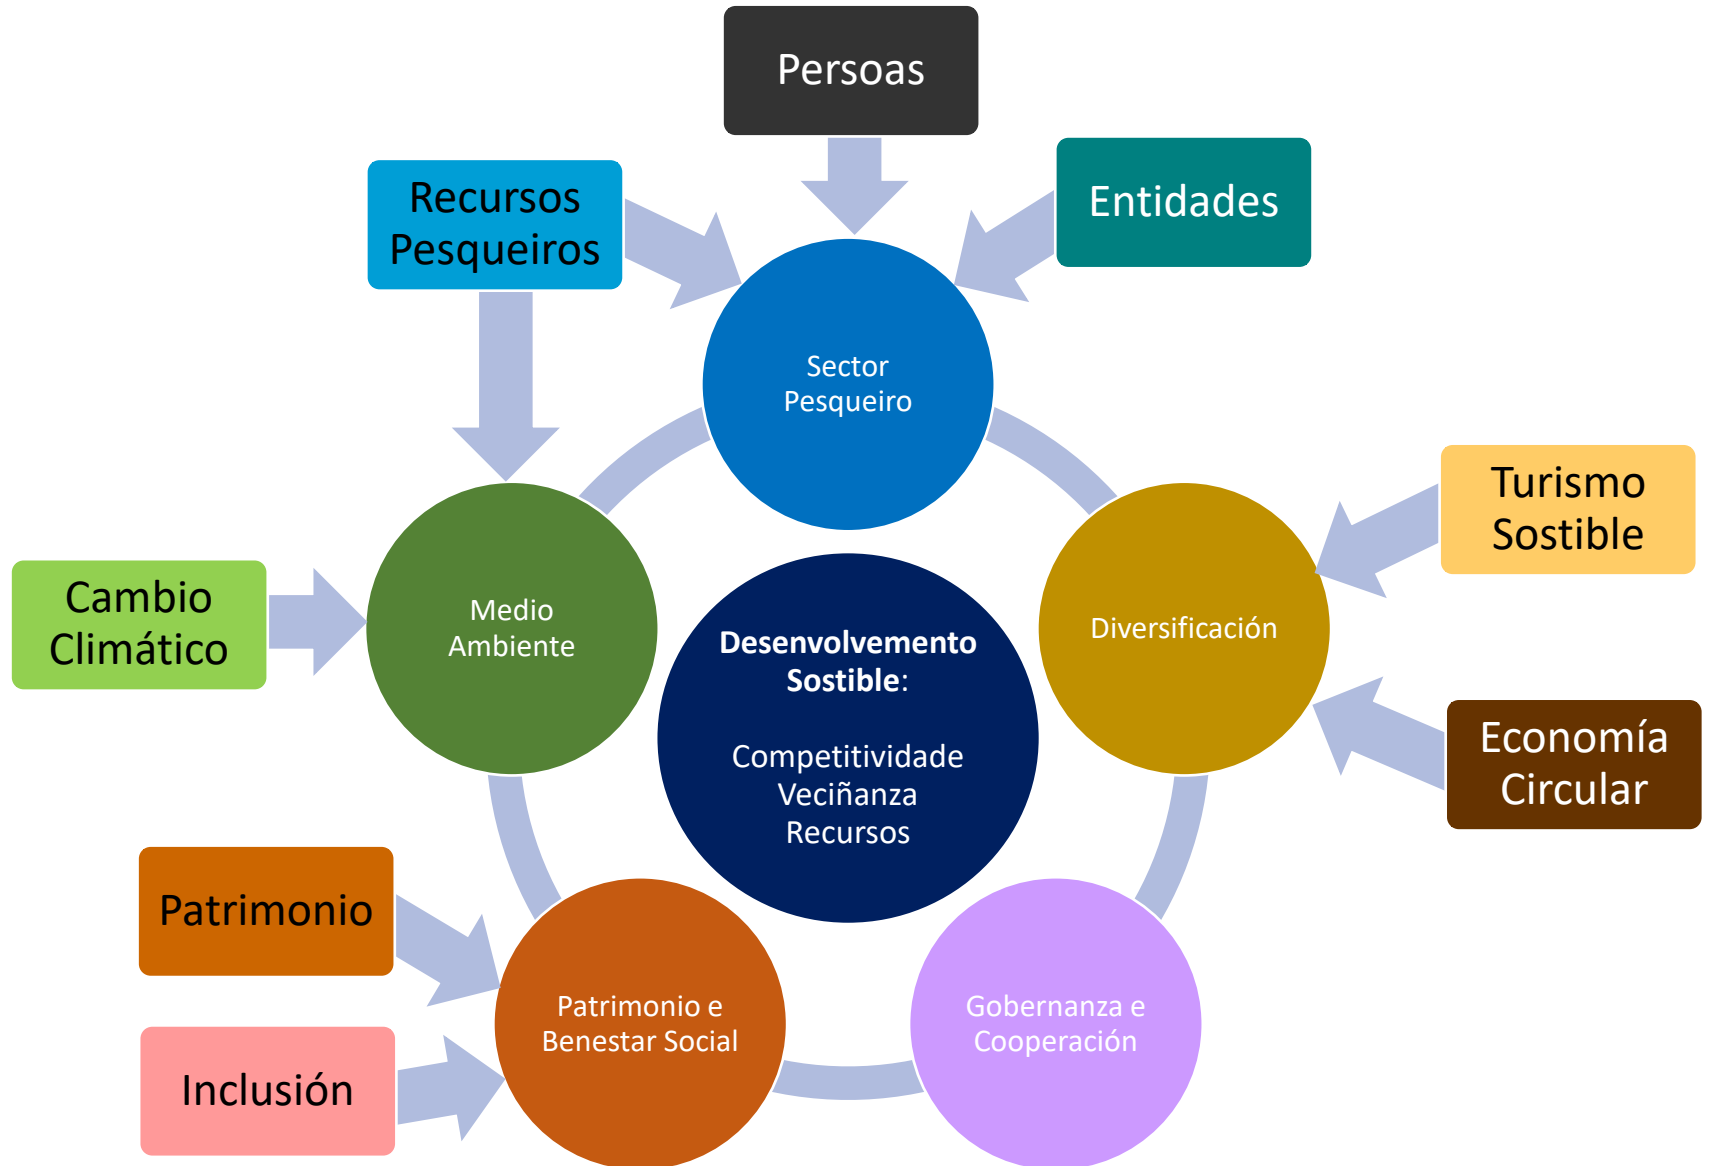 Persoas
Recursos
Pesqueiros
Entidades
Sector
Pesqueiro
Turismo
Sostible
Cambio
Climático
Medio
Ambiente
Desenvolvemento
Sostible:
Competitividade
Veciñanza
Recursos
Diversificación
Economía
Circular
Patrimonio
Patrimonio e
Benestar Social
Gobernanza e
Cooperación
Inclusión